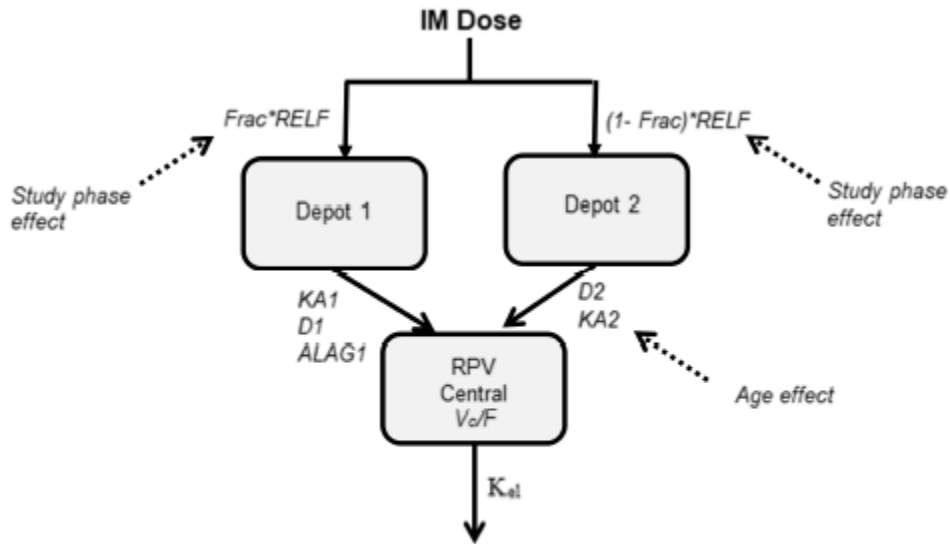 IM Dose
Frac*RELF
(1- Frac)*RELF
Study phase
effect
Study phase
effect
Depot 1
Depot 2
KA1
D1
ALAG1
D2
KA2
RPV
Central
Vc/F
Age effect
Kel